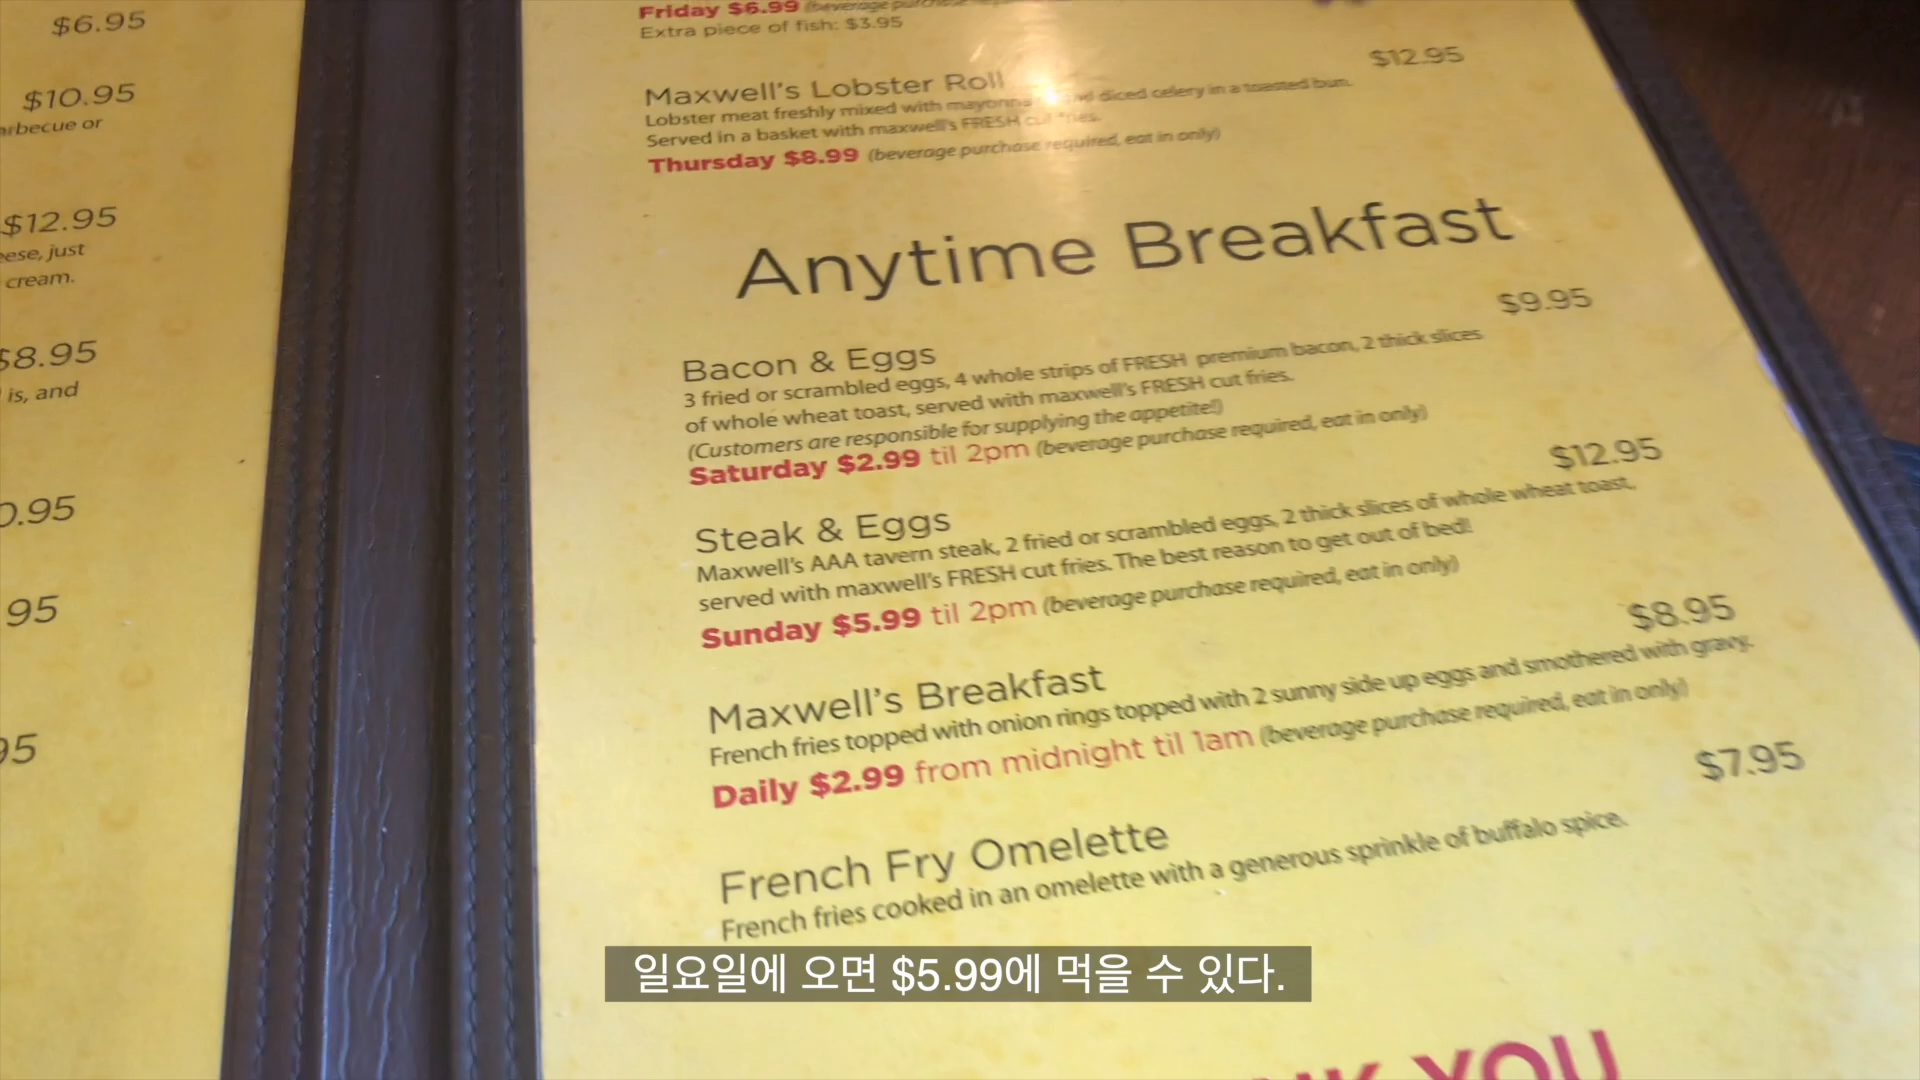 $6.95
$10.95
arbecue or
$12.95
ese, just
cream.
$8.95
is, and
0.95
95
95
Friday $6.99 (beverage
Extra piece of fish: $3.95
Maxwell's Lobster Roll $12.95
Lobster meat freshly mixed with diced celery in a toasted bun.
Served in a basket with maxwell's FRESH cut fries.
Thursday $8.99 (beverage purchase required, eat in only)
Anytime Breakfast
Bacon & Eggs $9.95
3 fried or scrambled eggs, 4 whole strips of FRESH premium bacon, 2 thick slices
of whole wheat toast, served with maxwell's FRESH cut fries.
(Customers are responsible for supplying the appetite!)
Saturday $2.99 til 2pm (beverage purchase required, eat in only)
Steak & Eggs $12.95
Maxwell's AAA tavern steak, 2 fried or scrambled eggs, 2 thick slices of whole wheat toast,
served with maxwell's FRESH cut fries. The best reason to get out of bed!
Sunday $5.99 til 2pm (beverage purchase required, eat in only)
Maxwell's Breakfast $8.95
French fries topped with onion rings topped with 2 sunny side up eggs and smothered with gravy.
Daily $2.99 from midnight til 1am (beverage purchase required, eat in only)
French Fry Omelette $7.95
French fries cooked in an omelette with a generous sprinkle of buffalo spice.
일요일에 오면 $5.99에 먹을 수 있다.
YOU